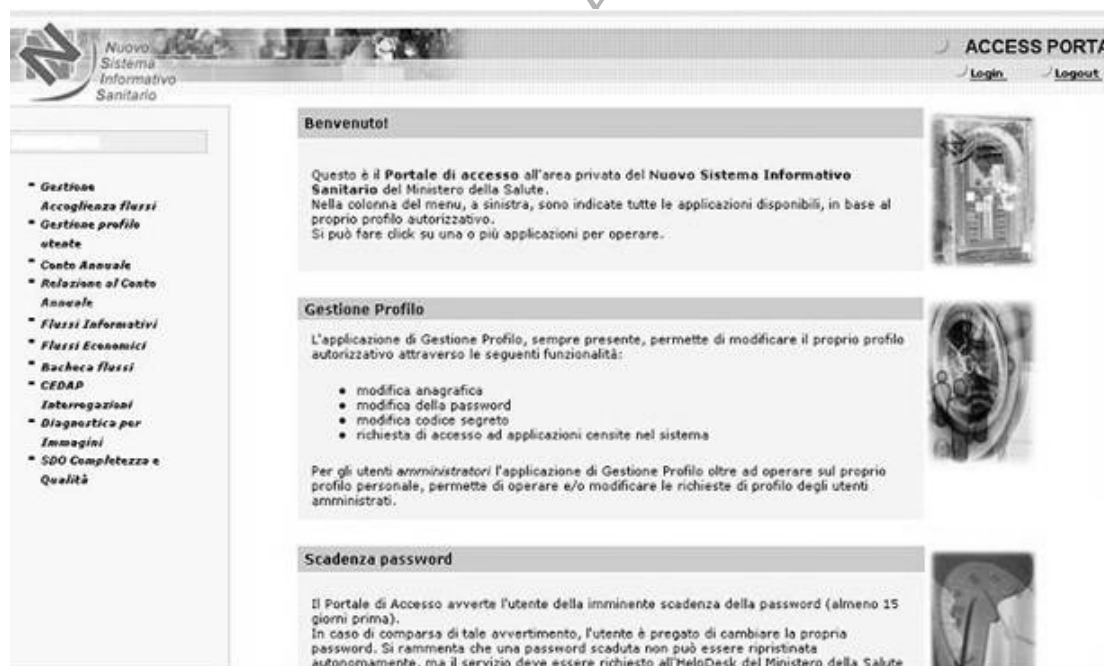 Nuovo
Sistema
Informativo
Sanitario
ACCESS PORTA
Login
Logout
Gestione
Accoglienza flussi
Gestione profilo
utente
Conto Annuale
Relazione al Conto
Annuale
Flussi Informativi
Flussi Economici
Bacheca flussi
CEDAP
Interrogazioni
Diagnostica per
Immagini
SDO Completezza e
Qualità
Benvenuto!
Questo è il Portale di accesso all'area privata del Nuovo Sistema Informativo
Sanitario del Ministero della Salute.
Nella colonna del menu, a sinistra, sono indicate tutte le applicazioni disponibili, in base al
proprio profilo autorizzativo.
Si può fare click su una o più applicazioni per operare.
Gestione Profilo
L'applicazione di Gestione Profilo, sempre presente, permette di modificare il proprio profilo
autorizzativo attraverso le seguenti funzionalità:
• modifica anagrafica
• modifica della password
• modifica codice segreto
• richiesta di accesso ad applicazioni censite nel sistema
Per gli utenti amministratori l'applicazione di Gestione Profilo oltre ad operare sul proprio
profilo personale, permette di operare e/o modificare le richieste di profilo degli utenti
amministrati.
Scadenza password
Il Portale di Accesso avverte l'utente della imminente scadenza della password (almeno 15
giorni prima).
In caso di comparsa di tale avvertimento, l'utente è pregato di cambiare la propria
password. Si rammenta che una password scaduta non può essere ripristinata
autonomamente, ma il servizio deve essere richiesto all'HelpDesk del Ministero della Salute